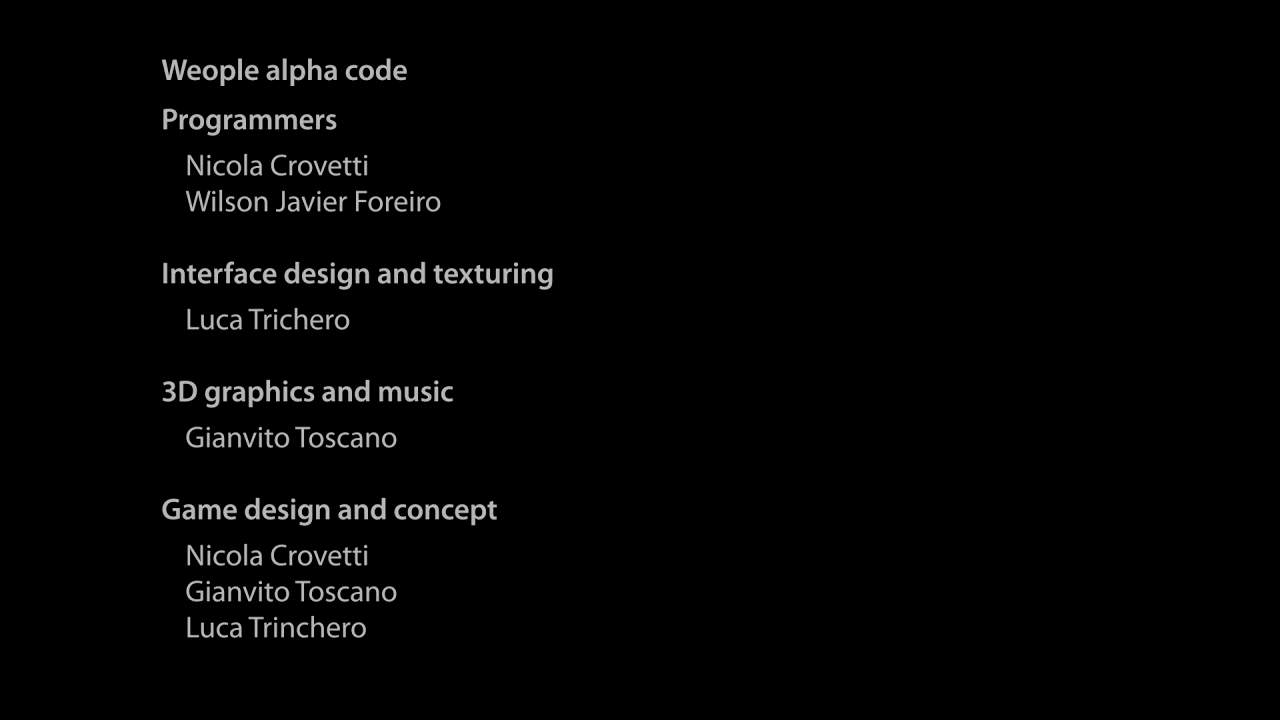 Weople alpha code
Programmers
Nicola Crovetti
Wilson Javier Foreiro
Interface design and texturing
Luca Trichero
3D graphics and music
Gianvito Toscano
Game design and concept
Nicola Crovetti
Gianvito Toscano
Luca Trinchero